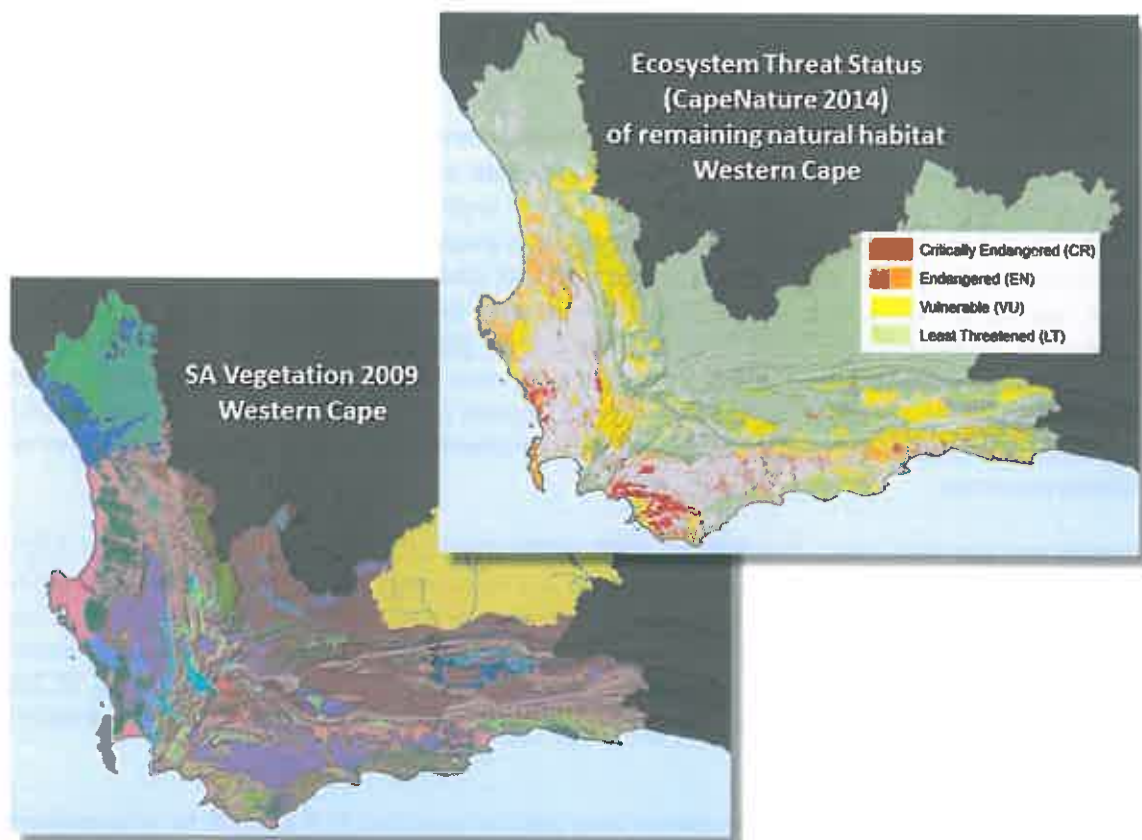 Ecosystem Threat Status
(CapeNature 2014)
of remaining natural habitat
Western Cape
Critically Endangered (CR)
Endangered (EN)
Vulnerable (VU)
Least Threatened (LT)
SA Vegetation 2009
Western Cape